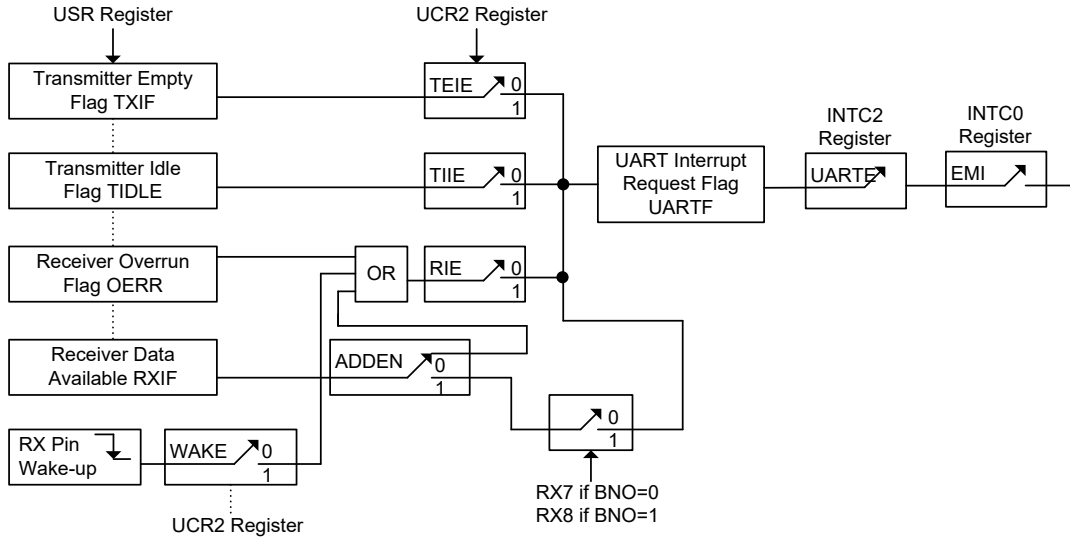 USR Register
UCR2 Register
Transmitter Empty
Flag TXIF
TEIE
0
1
INTC2
Register
INTC0
Register
Transmitter Idle
Flag TIDLE
TIIE
0
1
UART Interrupt
Request Flag
UARTF
UARTE
EMI
Receiver Overrun
Flag OERR
OR
RIE
0
1
Receiver Data
Available RXIF
ADDEN
0
1
0
1
RX Pin
Wake-up
WAKE
0
1
RX7 if BNO=0
RX8 if BNO=1
UCR2 Register